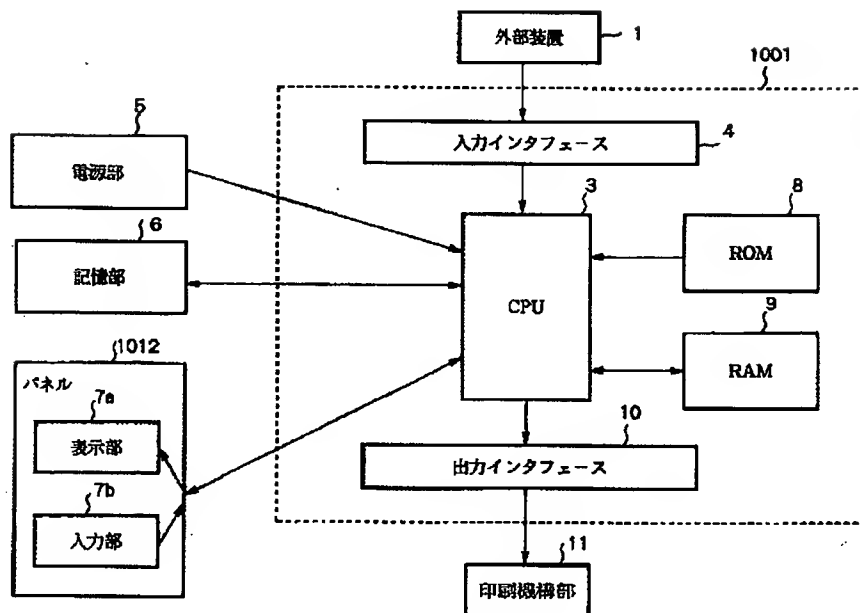 外部装置
1
1001
入力インタフェース
4
5
電源部
3
CPU
8
ROM
6
記憶部
9
RAM
1012
パネル
7a
表示部
7b
入力部
10
出力インタフェース
11
印刷機構部